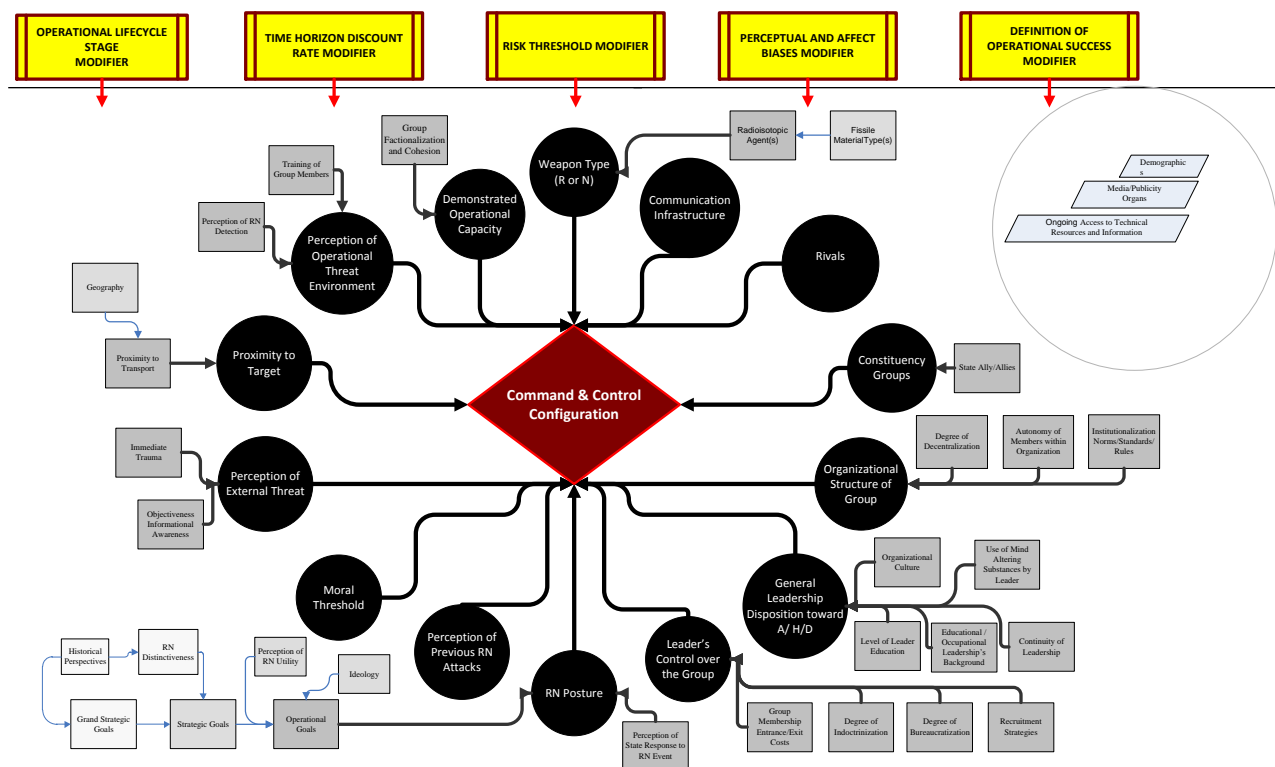 OPERATIONAL LIFECYCLE
STAGE
MODIFIER
TIME HORIZON DISCOUNT
RATE MODIFIER
RISK THRESHOLD MODIFIER
PERCEPTUAL AND AFFECT
BIASES MODIFIER
DEFINITION OF
OPERATIONAL SUCCESS
MODIFIER
Group
Factionalization
and Cohesion
Weapon Type
(R or N)
Radioisotopic
Agent(s)
Fissile
MaterialType(s)
Training of
Group Members
Demonstrated
Operational
Capacity
Communication
Infrastructure
Demographic
s
Media/Publicity
Organs
Ongoing Access to Technical
Resources and Information
Perception of RN
Detection
Perception of
Operational
Threat
Environment
Rivals
Geography
Proximity to
Transport
Proximity to
Target
Constituency
Groups
State Ally/Allies
Command & Control
Configuration
Immediate
Trauma
Perception of
External Threat
Objectiveness
Informational
Awareness
Organizational
Structure of
Group
Degree of
Decentralization
Autonomy of
Members within
Organization
Institutionalization
Norms/Standards/
Rules
Moral
Threshold
Perception of
Previous RN
Attacks
RN Posture
Leader's
Control over
the Group
General
Leadership
Disposition toward
A/ H/D
Organizational
Culture
Use of Mind
Altering
Substances by
Leader
Level of Leader
Education
Educational /
Occupational
Leadership's
Background
Continuity of
Leadership
Historical
Perspectives
RN
Distinctiveness
Perception of
RN Utility
Ideology
Grand Strategic
Goals
Strategic Goals
Operational
Goals
Perception of
State Response to
RN Event
Group
Membership
Entrance/Exit
Costs
Degree of
Indoctrination
Degree of
Bureaucratization
Recruitment
Strategies